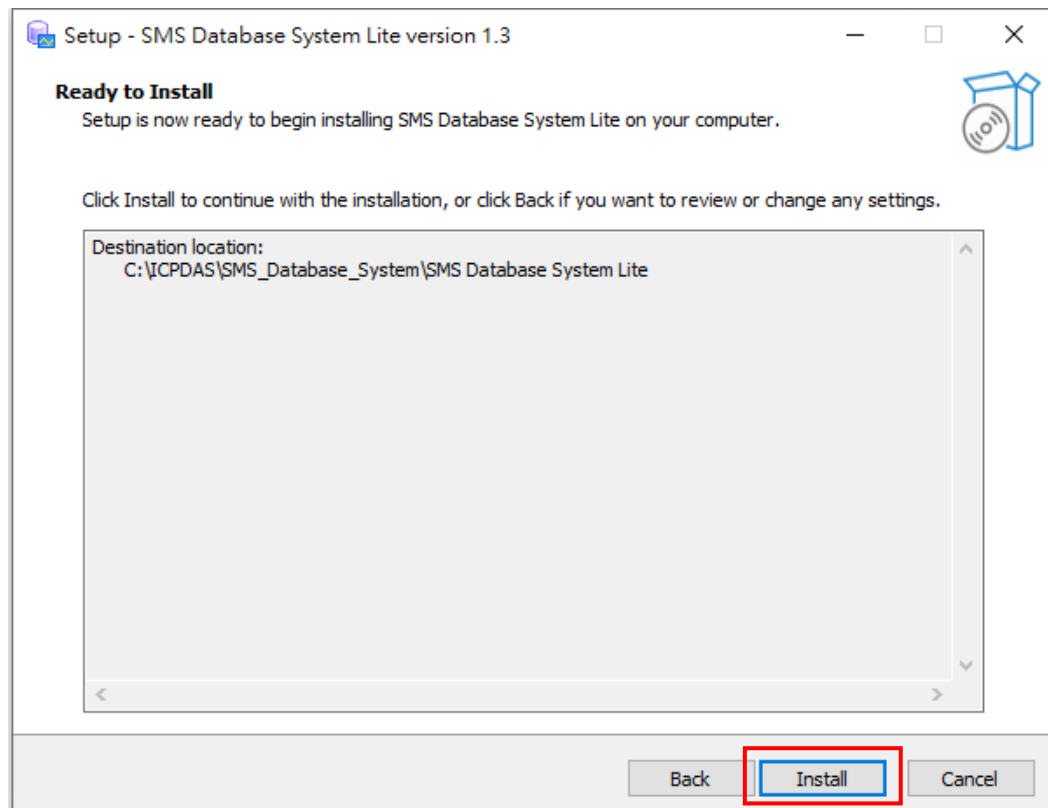 Setup - SMS Database System Lite version 1.3
Ready to Install
Setup is now ready to begin installing SMS Database System Lite on your computer.
Click Install to continue with the installation, or click Back if you want to review or change any settings.
Destination location:
C:\ICPDAS\SMS_Database_System\SMS Database System Lite
Back Install Cancel